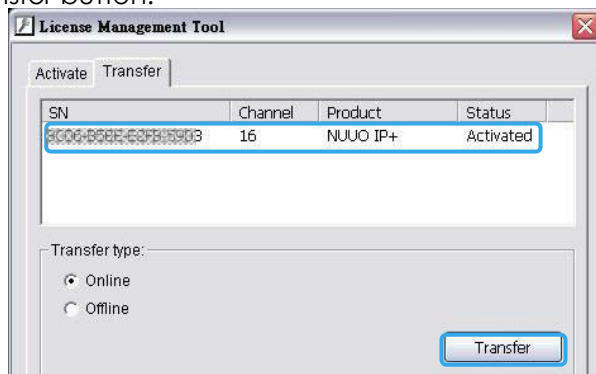 nsfer button.
License Management Tool
Activate Transfer
SN Channel Product Status
16 NUUO IP+ Activated
Transfer type:
Online
Offline
Transfer